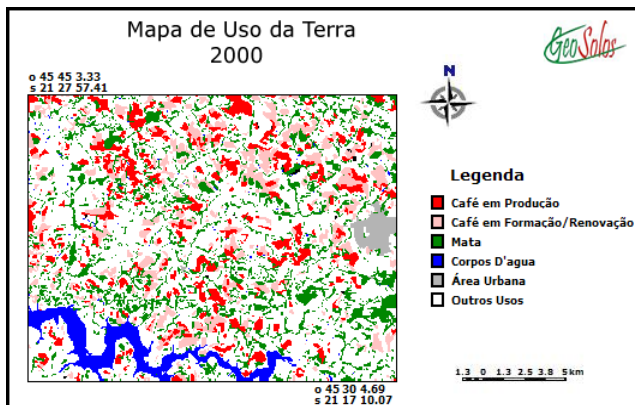 Mapa de Uso da Terra
2000
GeoSolos
o 45 45 3.33
s 21 27 57.41
N
Legenda
Café em Produção
Café em Formação/Renovação
Mata
Corpos D'agua
Área Urbana
Outros Usos
1.3 0 1.3 2.5 3.8 5 km
o 45 30 4.69
s 21 17 10.07